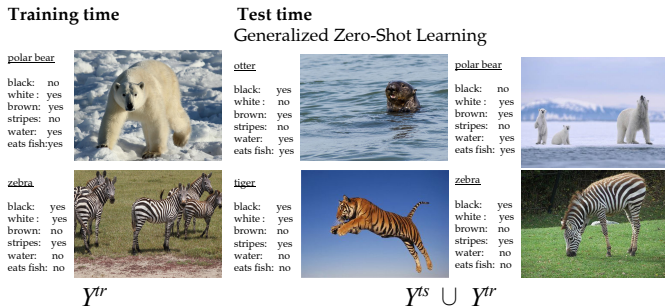 Training time
Test time
Generalized Zero-Shot Learning
polar bear
black: no
white : yes
brown: yes
stripes: no
water: yes
eats fish:yes
otter
black: yes
white : no
brown: yes
stripes: no
water: yes
eats fish: yes
polar bear
black: no
white : yes
brown: yes
stripes: no
water: yes
eats fish: yes
zebra
black: yes
white : yes
brown: no
stripes: yes
water: no
eats fish: no
tiger
black: yes
white : yes
brown: no
stripes: yes
water: no
eats fish: no
zebra
black: yes
white : yes
brown: no
stripes: yes
water: no
eats fish: no
Y^tr
Y^ts ∪ Y^tr